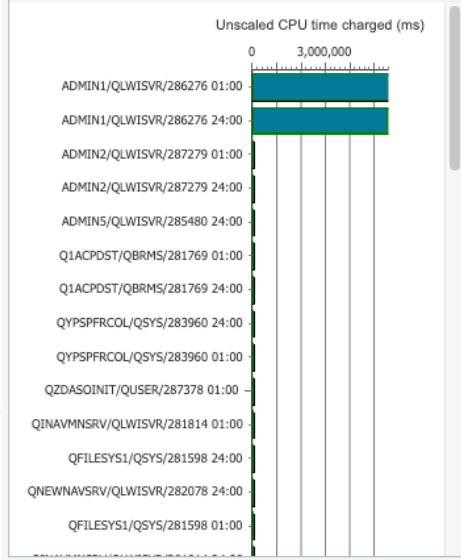 Unscaled CPU time charged (ms)
0 3,000,000
ADMIN1/QLWISVR/286276 01:00
ADMIN1/QLWISVR/286276 24:00
ADMIN2/QLWISVR/287279 01:00
ADMIN2/QLWISVR/287279 24:00
ADMIN5/QLWISVR/285480 24:00
Q1ACPDST/QBRMS/281769 01:00
Q1ACPDST/QBRMS/281769 24:00
QYPSPFRCOL/QSYS/283960 24:00
QYPSPFRCOL/QSYS/283960 01:00
QZDASOINIT/QUSER/287378 01:00
QINAVMNSRV/QLWISVR/281814 01:00
QFILESYS1/QSYS/281598 24:00
QNEWNAVSRV/QLWISVR/282078 24:00
QFILESYS1/QSYS/281598 01:00